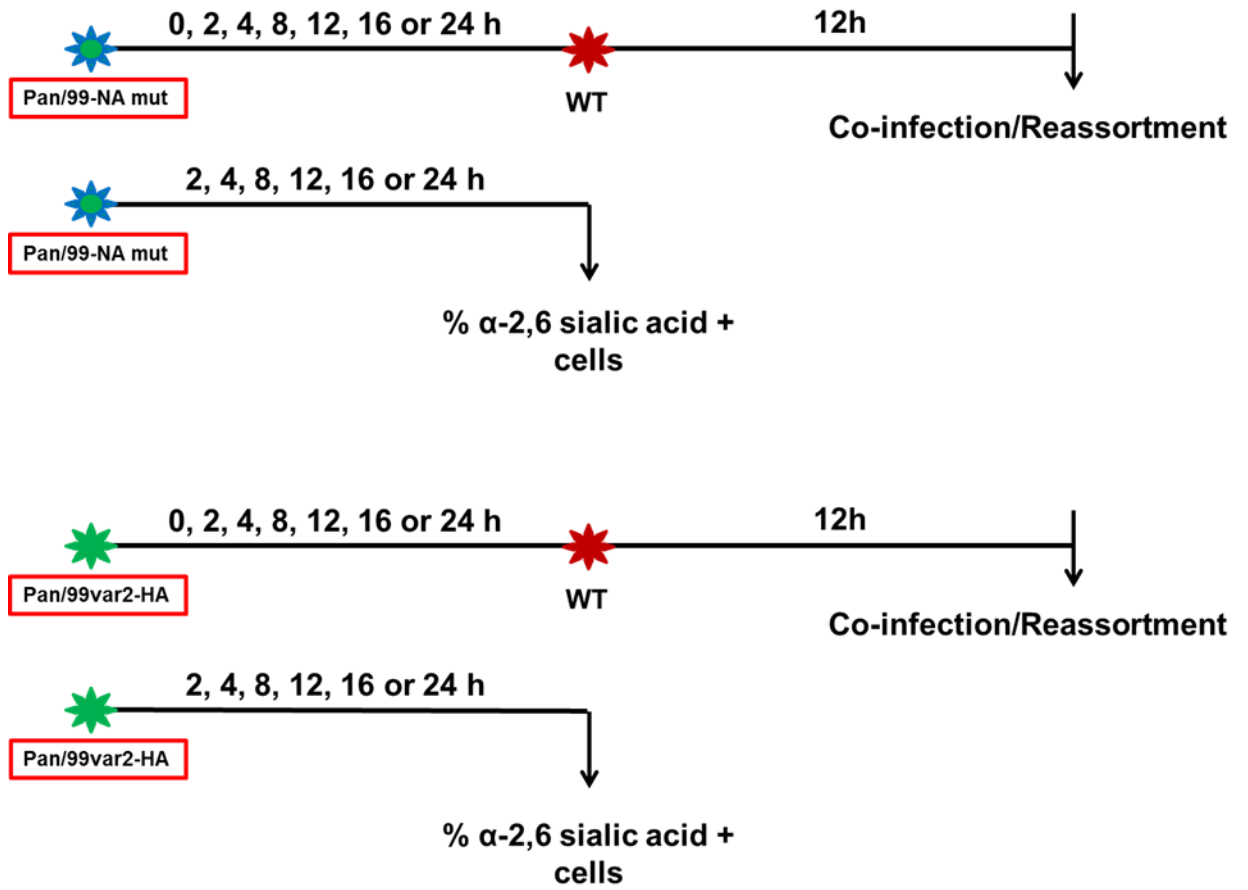 0, 2, 4, 8, 12, 16 or 24 h
12h
Pan/99-NA mut
WT
Co-infection/Reassortment
2, 4, 8, 12, 16 or 24 h
Pan/99-NA mut
% α-2,6 sialic acid +
cells
0, 2, 4, 8, 12, 16 or 24 h
12h
Pan/99var2-HA
WT
Co-infection/Reassortment
2, 4, 8, 12, 16 or 24 h
Pan/99var2-HA
% α-2,6 sialic acid +
cells